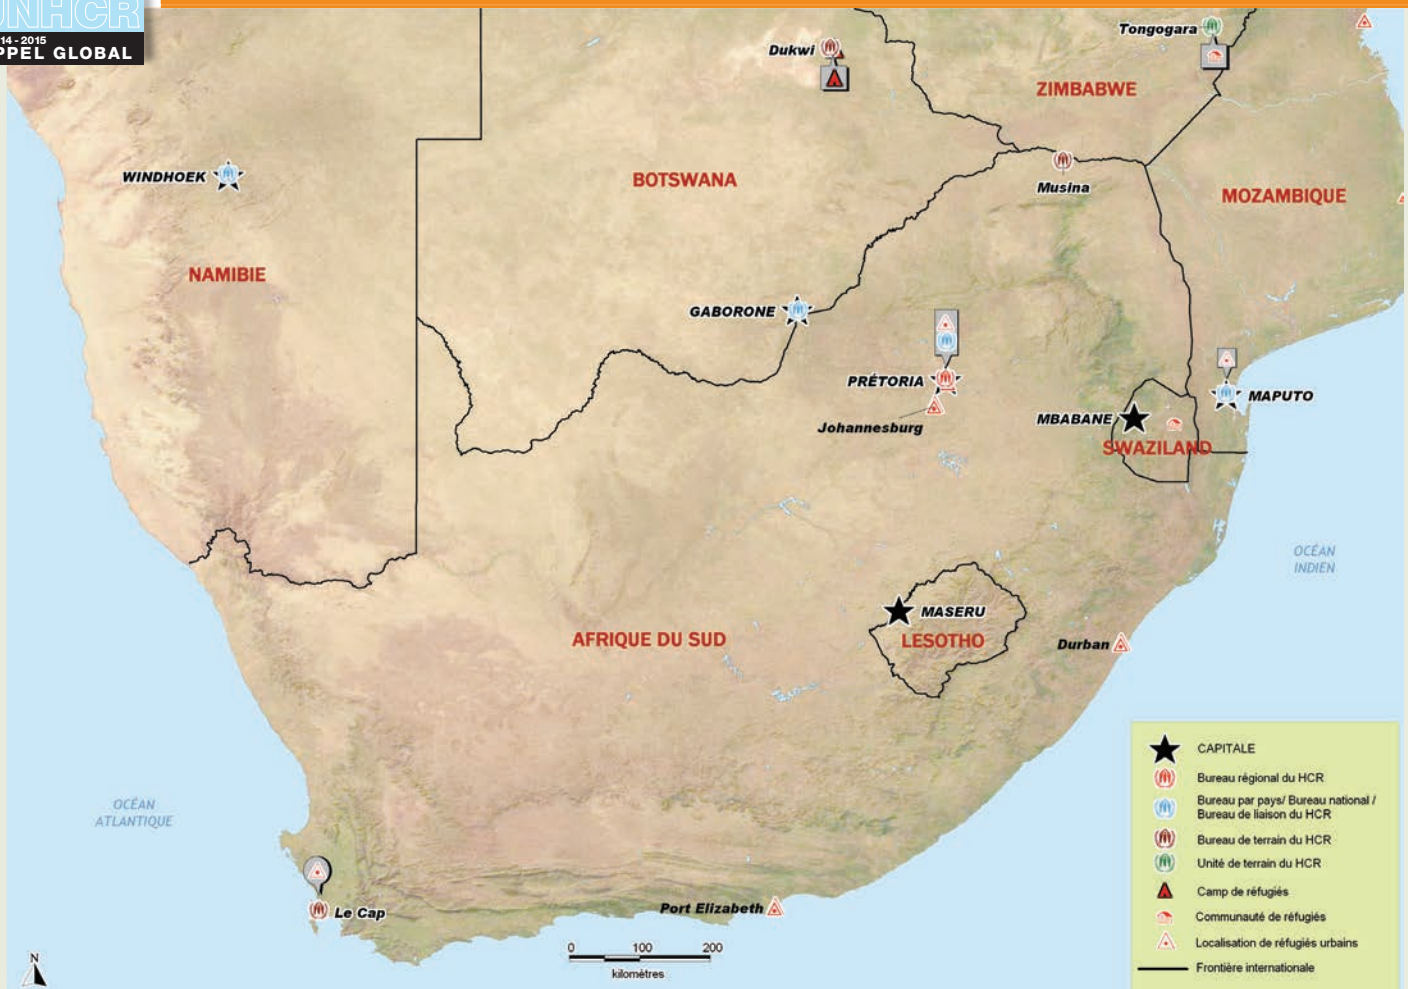 UNHCR
14-2015
PPEL GLOBAL
Tongogara
Dukwi
ZIMBABWE
WINDHOEK
BOTSWANA
Musina
MOZAMBIQUE
NAMIBIE
GABORONE
PRÉTORIA
MAPUTO
Johannesburg
MBABANE
SWAZILAND
OCÉAN
INDIEN
MASERU
AFRIQUE DU SUD
LESOTHO
Durban
OCÉAN
ATLANTIQUE
Le Cap
Port Elizabeth
N
0 100 200
kilomètres
CAPITALE
Bureau régional du HCR
Bureau par pays/ Bureau national /
Bureau de liaison du HCR
Bureau de terrain du HCR
Unité de terrain du HCR
Camp de réfugiés
Communauté de réfugiés
Localisation de réfugiés urbains
Frontière internationale